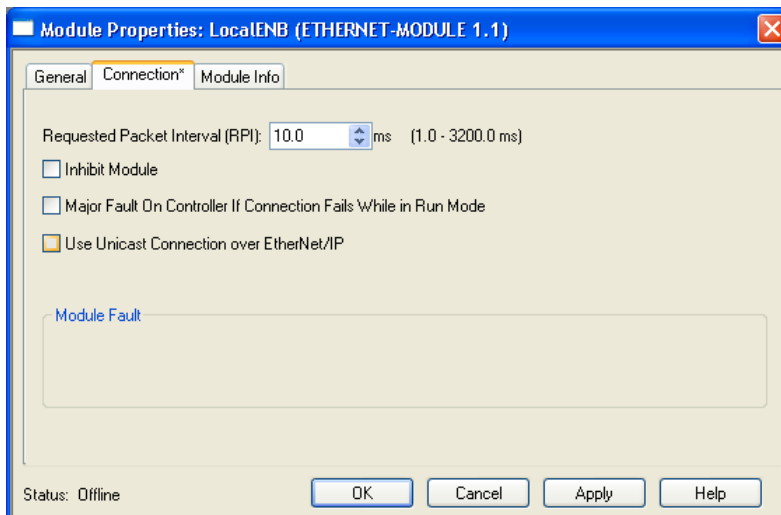 Module Properties: LocalENB (ETHERNET-MODULE 1.1)
General Connection* Module Info
Requested Packet Interval (RPI): 10.0 ms (1.0 - 3200.0 ms)
Inhibit Module
Major Fault On Controller If Connection Fails While in Run Mode
Use Unicast Connection over EtherNet/IP
Module Fault
Status: Offline OK Cancel Apply Help